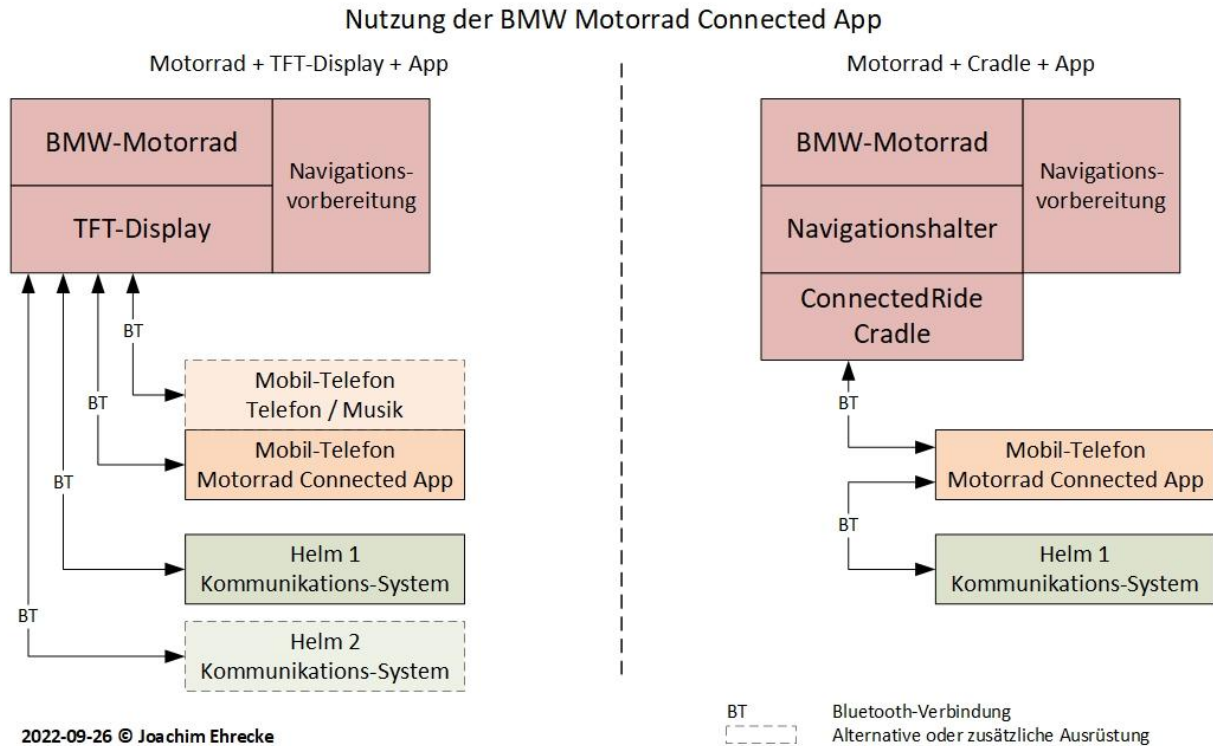 Nutzung der BMW Motorrad Connected App
Motorrad + TFT-Display + App
BMW-Motorrad
Navigations-
vorbereitung
TFT-Display
BT
Mobil-Telefon
Telefon / Musik
BT
Mobil-Telefon
Motorrad Connected App
BT
Helm 1
Kommunikations-System
BT
Helm 2
Kommunikations-System
Motorrad + Cradle + App
BMW-Motorrad
Navigations-
vorbereitung
Navigationshalter
ConnectedRide
Cradle
BT
Mobil-Telefon
Motorrad Connected App
BT
Helm 1
Kommunikations-System
BT Bluetooth-Verbindung
Alternative oder zusätzliche Ausrüstung
2022-09-26 © Joachim Ehrecke